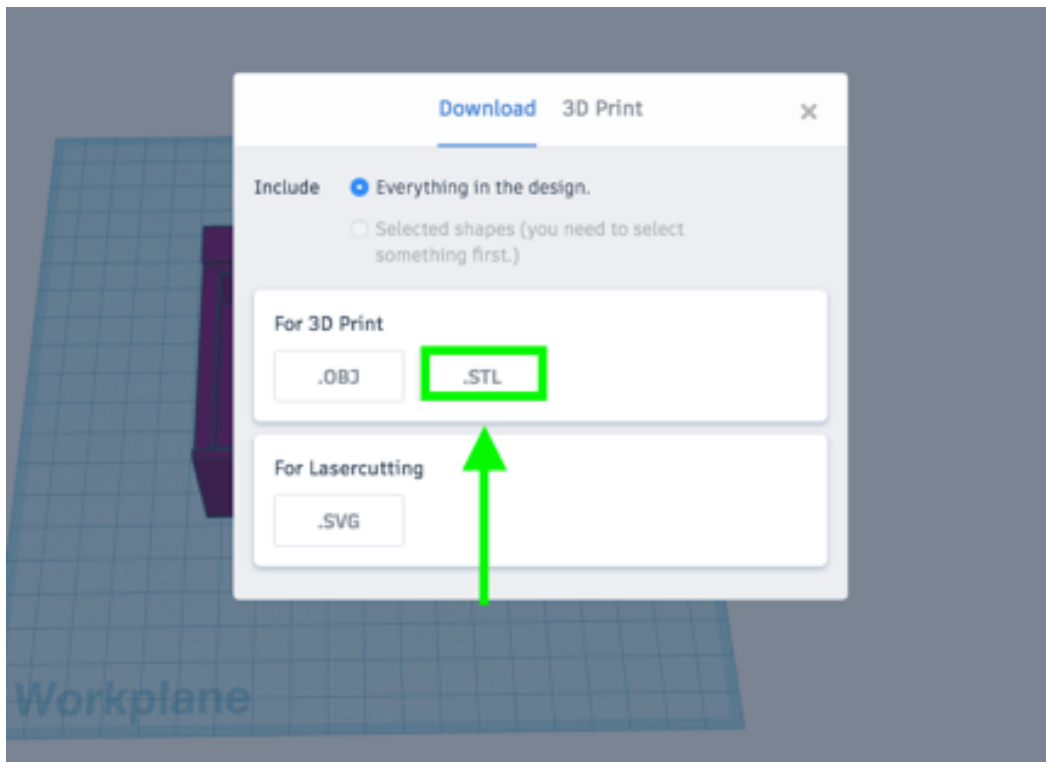 Download 3D Print
Include Everything in the design.
Selected shapes (you need to select
something first.)
For 3D Print
.OBJ .STL
For Lasercutting
.SVG
Workplane